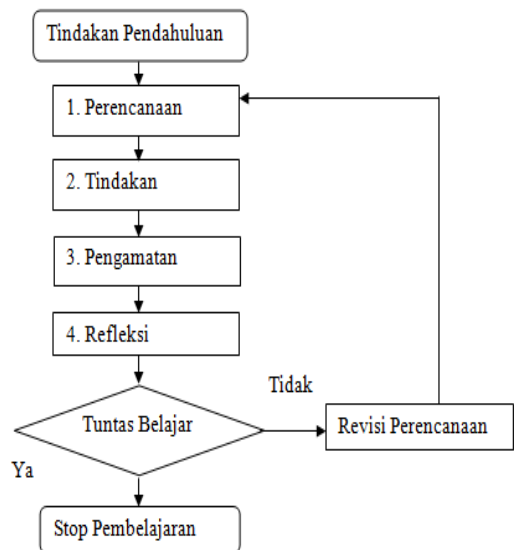 Tindakan Pendahuluan
1. Perencanaan
2. Tindakan
3. Pengamatan
4. Refleksi
Tidak
Tuntas Belajar
Revisi Perencanaan
Ya
Stop Pembelajaran